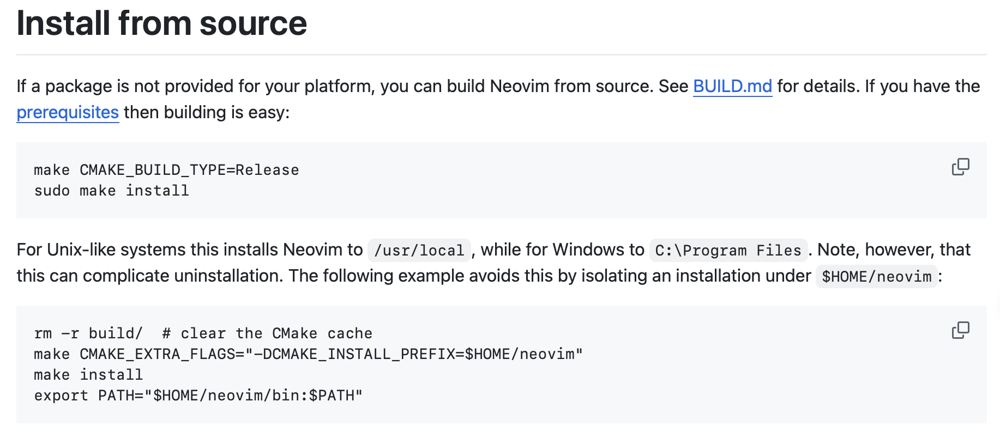 Install from source
If a package is not provided for your platform, you can build Neovim from source. See BUILD.md for details. If you have the
prerequisites then building is easy:
make CMAKE_BUILD_TYPE=Release
sudo make install
For Unix-like systems this installs Neovim to /usr/local, while for Windows to C:\Program Files. Note, however, that
this can complicate uninstallation. The following example avoids this by isolating an installation under $HOME/neovim:
rm -r build/  # clear the CMake cache
make CMAKE_EXTRA_FLAGS="-DCMAKE_INSTALL_PREFIX=$HOME/neovim"
make install
export PATH="$HOME/neovim/bin:$PATH"